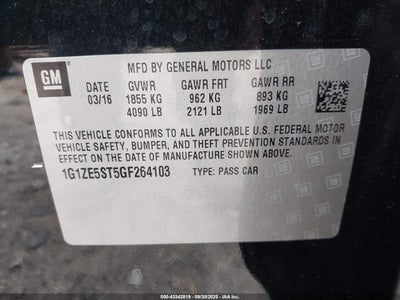 GM
MFD BY GENERAL MOTORS LLC
DATE GVWR GAWR FRT GAWR RR
03/16 1855 KG 962 KG 893 KG
4090 LB 2121 LB 1969 LB
THIS VEHICLE CONFORMS TO ALL APPLICABLE U.S. FEDERAL MOTOR
VEHICLE SAFETY, BUMPER, AND THEFT PREVENTION STANDARDS
IN EFFECT ON THE DATE OF MANUFACTURE SHOWN ABOVE.
1G1ZE5ST5GF264103 TYPE: PASS CAR
ID: 000-43342819 - 09/30/2025 - IAA